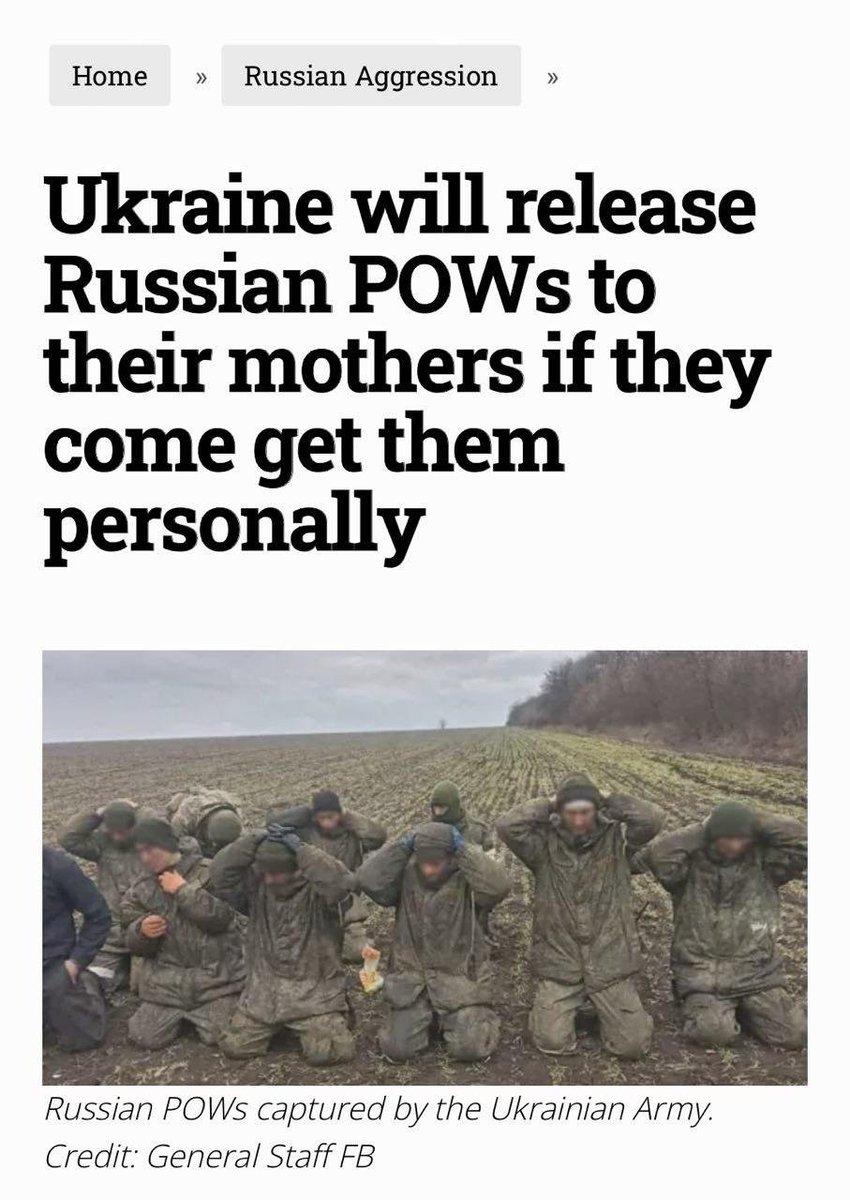 Home » Russian Aggression »
Ukraine will release
Russian POWs to
their mothers if they
come get them
personally
Russian POWs captured by the Ukrainian Army.
Credit: General Staff FB